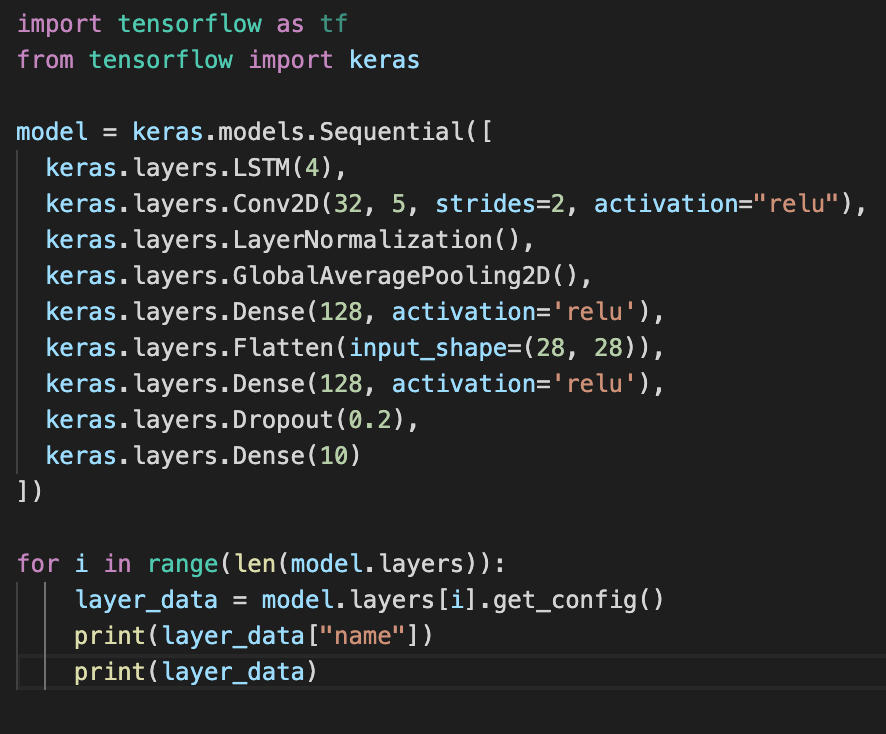 import tensorflow as tf
from tensorflow import keras

model = keras.models.Sequential([
  keras.layers.LSTM(4),
  keras.layers.Conv2D(32, 5, strides=2, activation="relu"),
  keras.layers.LayerNormalization(),
  keras.layers.GlobalAveragePooling2D(),
  keras.layers.Dense(128, activation='relu'),
  keras.layers.Flatten(input_shape=(28, 28)),
  keras.layers.Dense(128, activation='relu'),
  keras.layers.Dropout(0.2),
  keras.layers.Dense(10)
])

for i in range(len(model.layers)):
    layer_data = model.layers[i].get_config()
    print(layer_data["name"])
    print(layer_data)